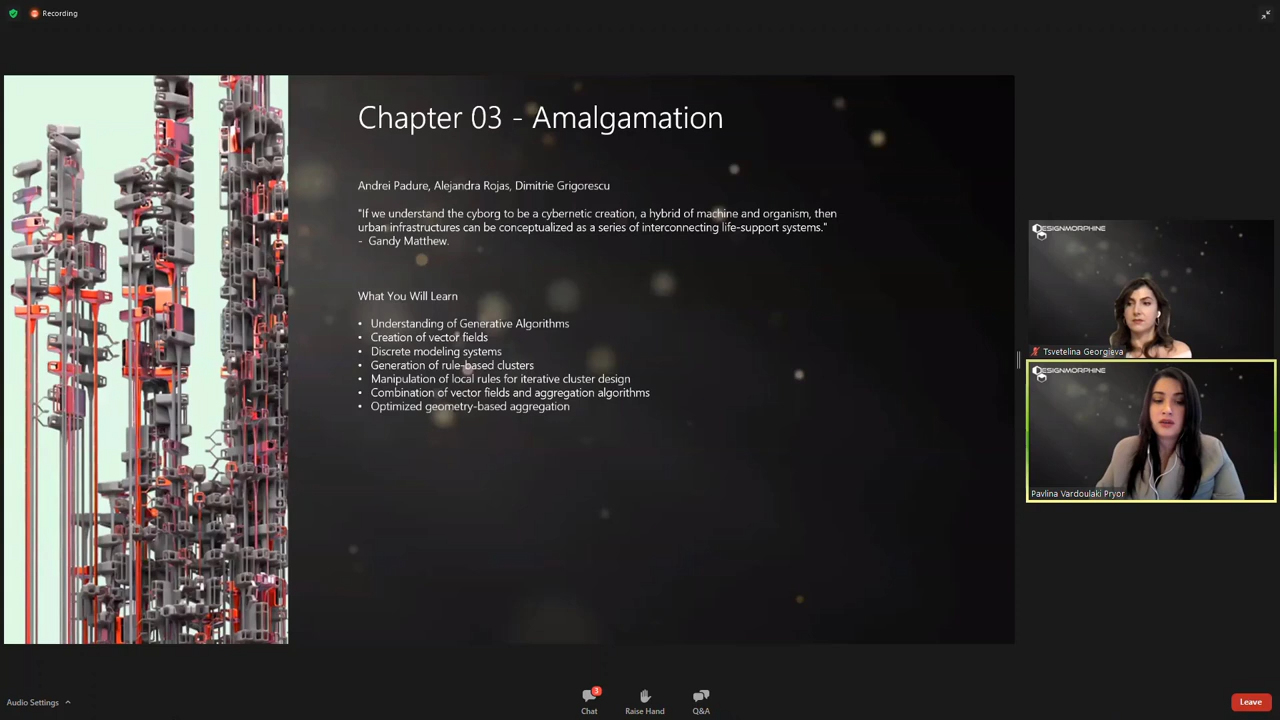 Recording
Chapter 03 - Amalgamation
Andrei Padure, Alejandra Rojas, Dimitrie Grigorescu
"If we understand the cyborg to be a cybernetic creation, a hybrid of machine and organism, then
urban infrastructures can be conceptualized as a series of interconnecting life-support systems."
- Gandy Matthew.
What You Will Learn
• Understanding of Generative Algorithms
• Creation of vector fields
• Discrete modeling systems
• Generation of rule-based clusters
• Manipulation of local rules for iterative cluster design
• Combination of vector fields and aggregation algorithms
• Optimized geometry-based aggregation
DESIGNMORPHINE
Tsvetelina Georgieva
DESIGNMORPHINE
Pavlina Vardoulaki Pryor
Audio Settings
3
Chat
Raise Hand
Q&A
Leave